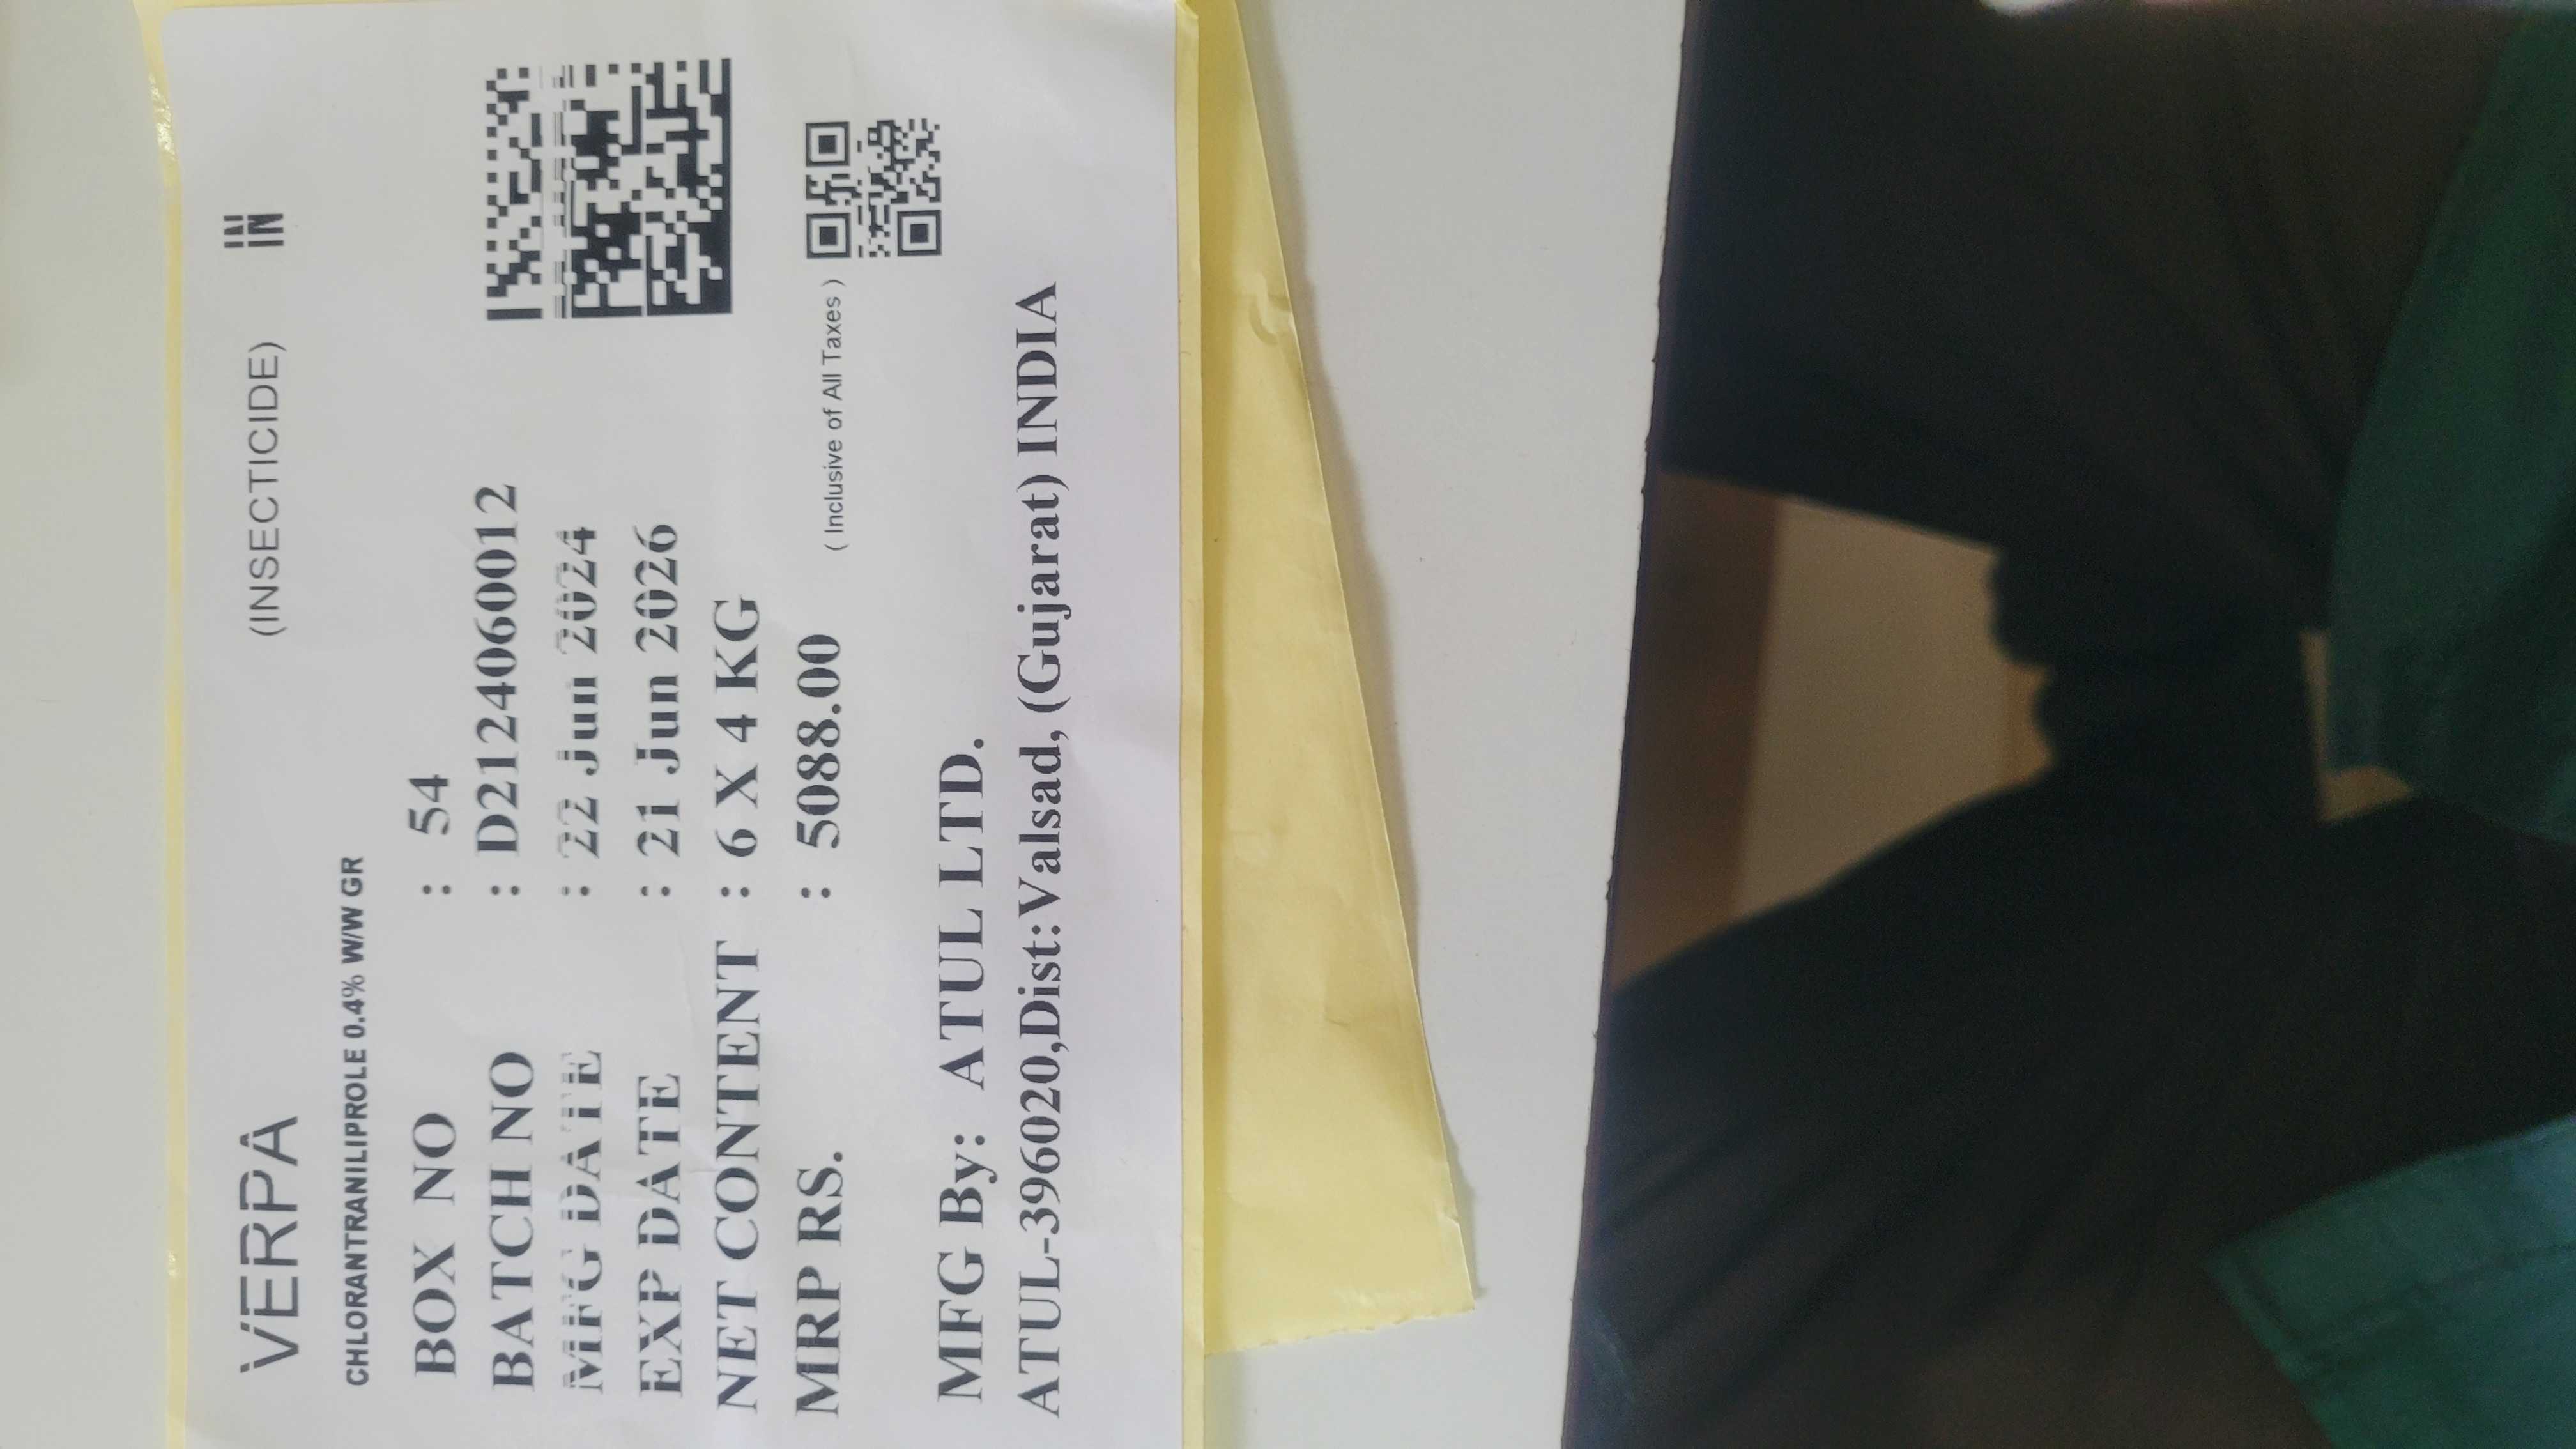 VERPA (INSECTICIDE) IN
CHLORANTRANILIPROLE 0.4% W/W GR
BOX NO : 54
BATCH NO : D2124060012
MFG DATE : 22 Jun 2024
EXP DATE : 21 Jun 2026
NET CONTENT : 6 X 4 KG
MRP RS. : 5088.00 ( Inclusive of All Taxes )
MFG By: ATUL LTD.
ATUL-396020,Dist: Valsad, (Gujarat) INDIA